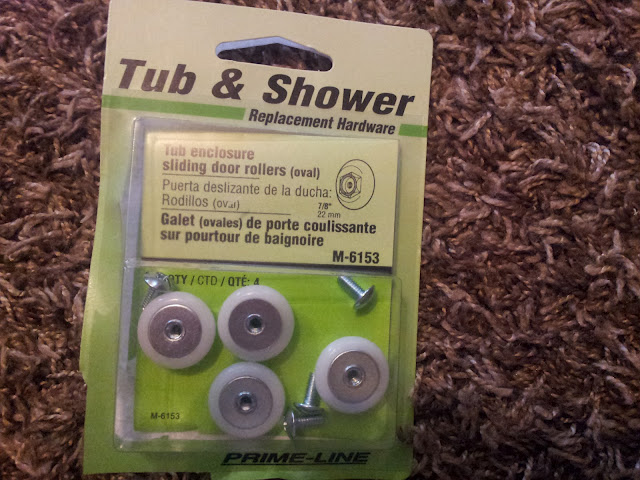 Tub & Shower
Replacement Hardware
Tub enclosure
sliding door rollers (oval)
Puerta deslizante de la ducha:
Rodillos (oval)
7/8"
22 mm
Galet (ovales) de porte coulissante
sur pourtour de baignoire
M-6153
QTY / CTD / QTÉ: 4
M-6153
PRIME-LINE